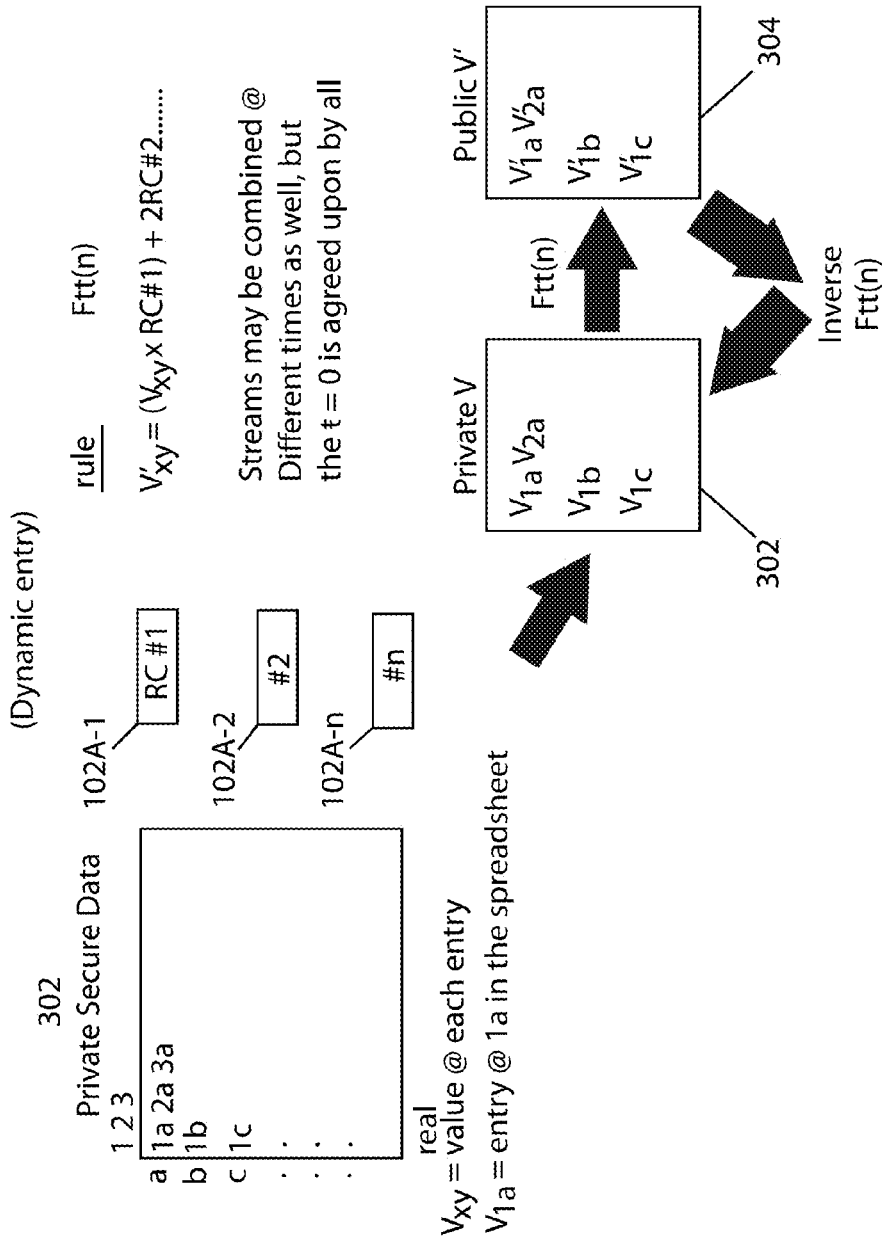 (Dynamic entry)
302
Private Secure Data
1 2 3
a 1a 2a 3a
b 1b
c 1c
. .
. .
. .
real
Vxy = value @ each entry
V1a = entry @ 1a in the spreadsheet
102A-1
RC #1
102A-2
#2
102A-n
#n
rule Ftt(n)
V'xy = (Vxy x RC#1) + 2RC#2.......
Streams may be combined @
Different times as well, but
the t = 0 is agreed upon by all
Private V
V1a V2a
V1b
V1c
302
Ftt(n)
Public V'
V'1a V'2a
V'1b
V'1c
304
Inverse
Ftt(n)